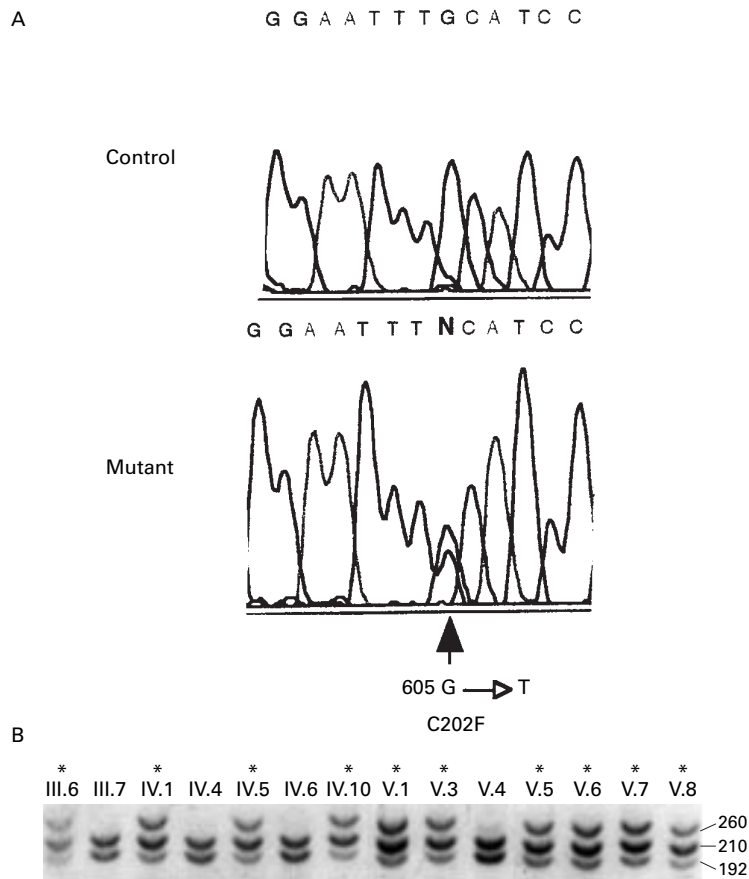 A
G G A A T T T G C A T C C
Control
G G A A T T T N C A T C C
Mutant
605 G T
C202F
B
* * * * * * * * * *
III.6 III.7 IV.1 IV.4 IV.5 IV.6 IV.10 V.1 V.3 V.4 V.5 V.6 V.7 V.8
260
210
192